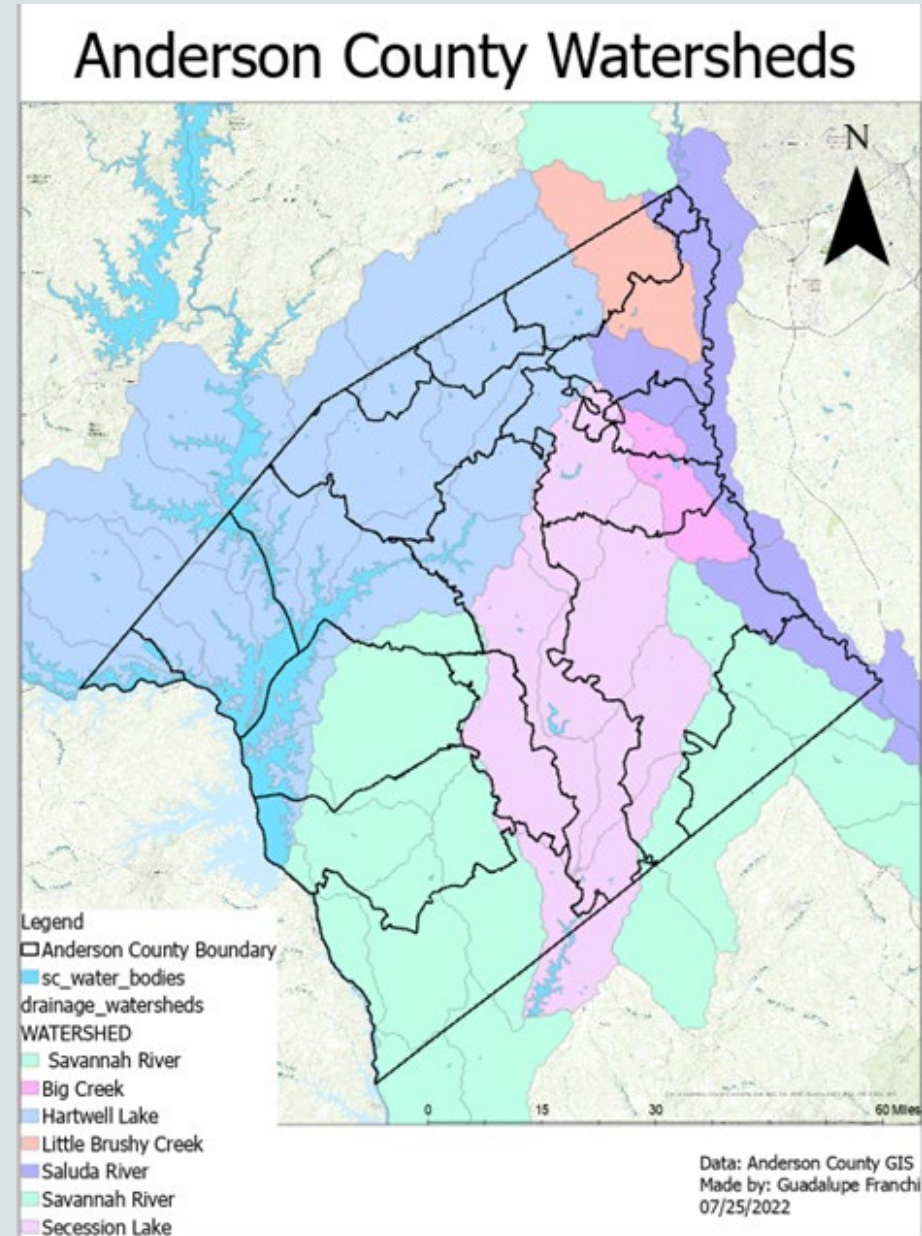 Anderson County Watersheds
N
Legend
Anderson County Boundary
sc_water_bodies
drainage_watersheds
WATERSHED
Savannah River
Big Creek
Hartwell Lake
Little Brushy Creek
Saluda River
Savannah River
Secession Lake
0 15 30 60 Miles
Data: Anderson County GIS
Made by: Guadalupe Franchi
07/25/2022